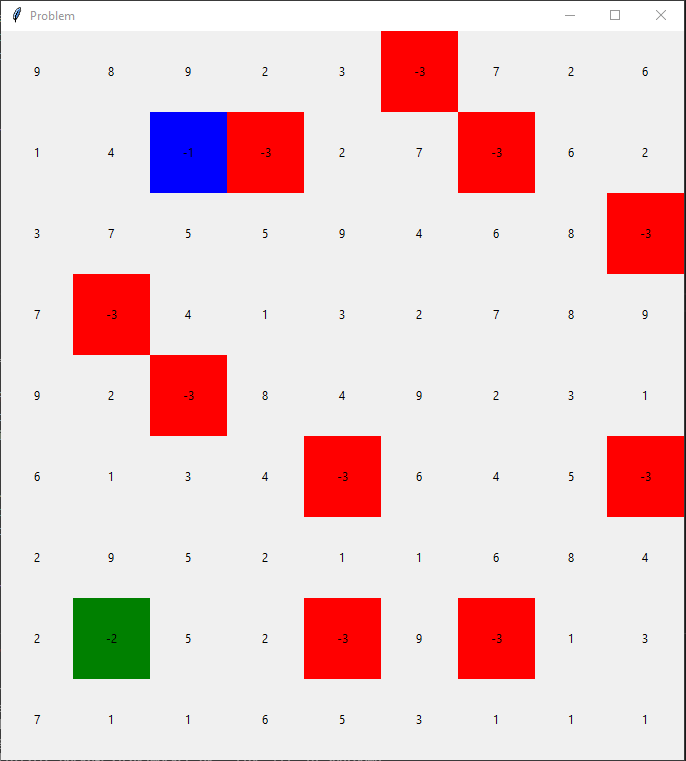 Problem
9 8 9 2 3 -3 7 2 6
1 4 -1 -3 2 7 -3 6 2
3 7 5 5 9 4 6 8 -3
7 -3 4 1 3 2 7 8 9
9 2 -3 8 4 9 2 3 1
6 1 3 4 -3 6 4 5 -3
2 9 5 2 1 1 6 8 4
2 -2 5 2 -3 9 -3 1 3
7 1 1 6 5 3 1 1 1